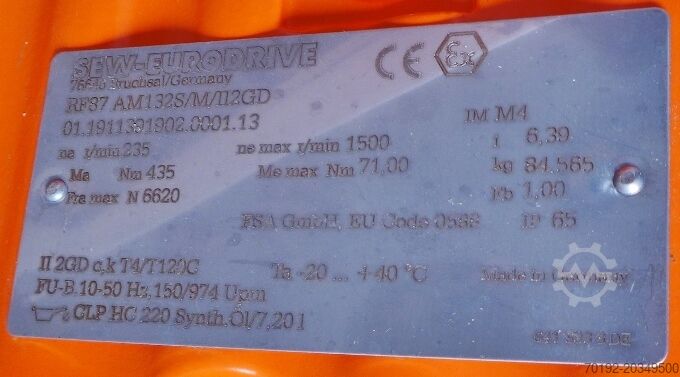 SEW-EURODRIVE
CE Ex
76646 Bruchsal/Germany
RF87 AM132S/M/II2GD
01.1911391902.0001.13 IM M4
na r/min 235 ne max r/min 1500 i 6,39
Ma Nm 435 Me max Nm 71,00 kg 84,565
Fra max N 6620 fb 1,00
FSA GmbH, EU Code 0588 IP 65
II 2GD c,k T4/T120C Ta -20 ... +40 °C Made in Germany
FU-B 10-50 Hz, 150/974 Upm
CLP HC 220 Synth.Öl/7,20 l
70192-20349500